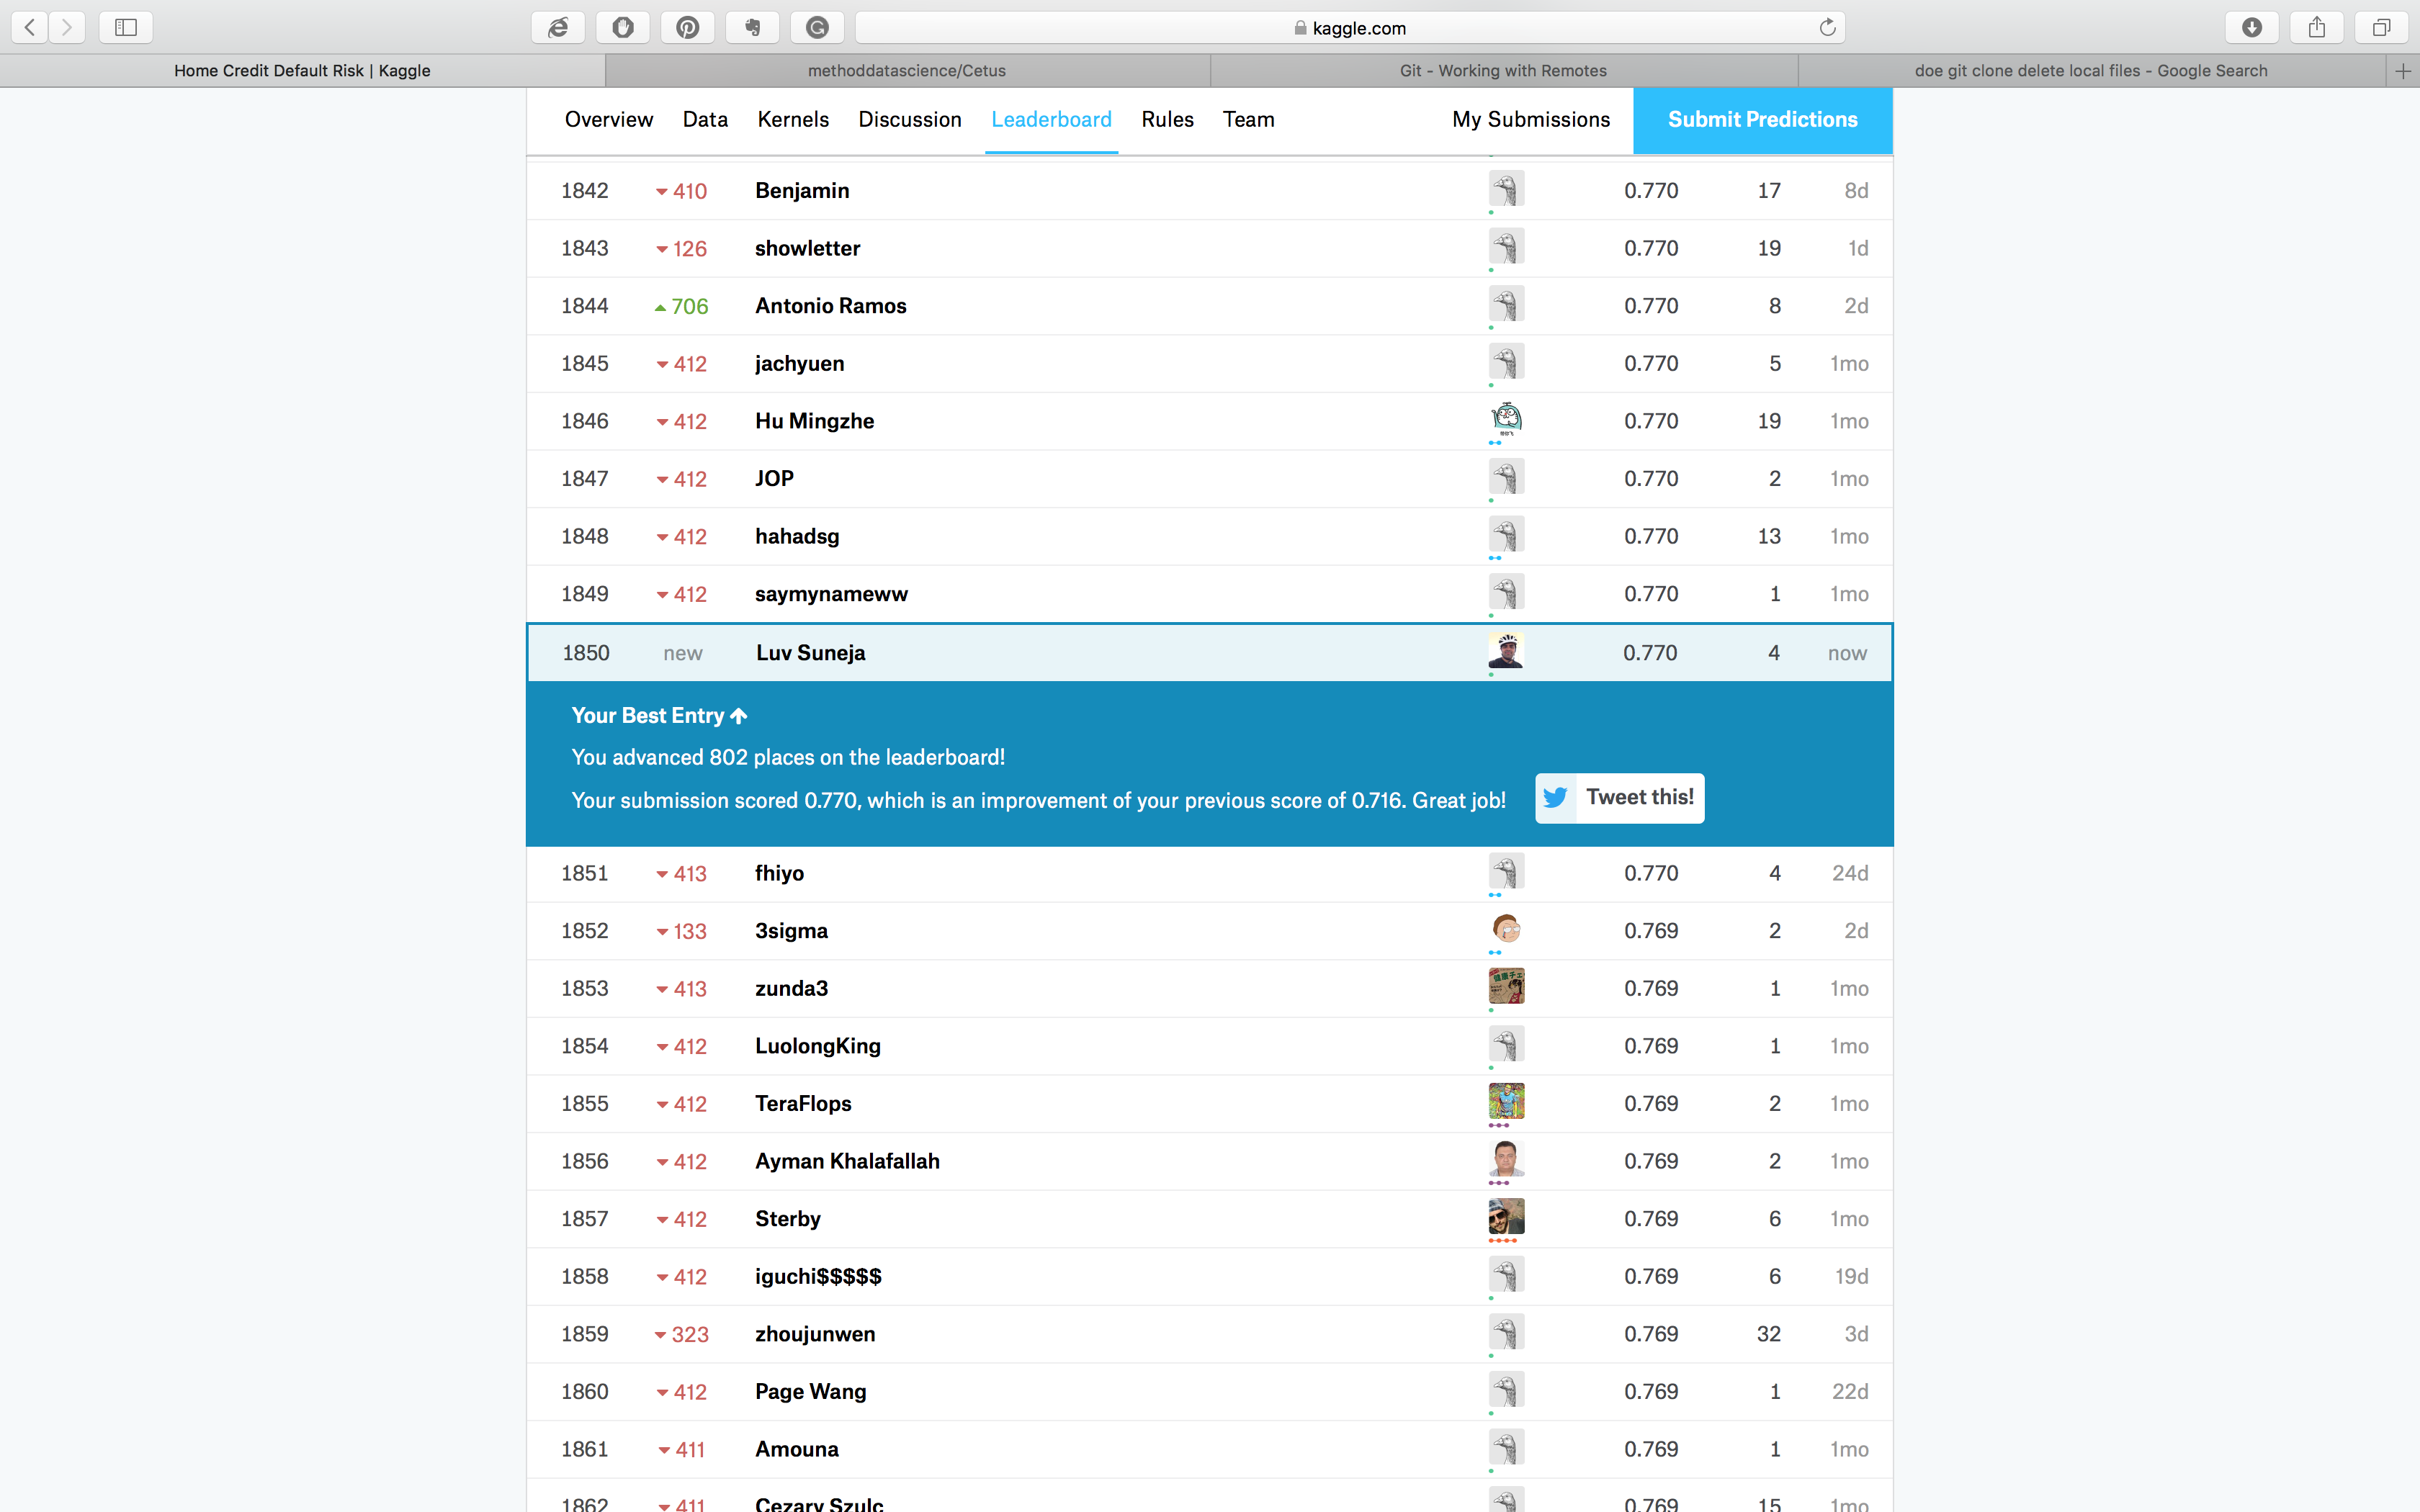 kaggle.com
Home Credit Default Risk | Kaggle methoddatascience/Cetus Git - Working with Remotes doe git clone delete local files - Google Search
Overview Data Kernels Discussion Leaderboard Rules Team My Submissions Submit Predictions
1842 410 Benjamin 0.770 17 8d
1843 126 showletter 0.770 19 1d
1844 706 Antonio Ramos 0.770 8 2d
1845 412 jachyuen 0.770 5 1mo
1846 412 Hu Mingzhe 0.770 19 1mo
1847 412 JOP 0.770 2 1mo
1848 412 hahadsg 0.770 13 1mo
1849 412 saymynameww 0.770 1 1mo
1850 new Luv Suneja 0.770 4 now
Your Best Entry
You advanced 802 places on the leaderboard!
Your submission scored 0.770, which is an improvement of your previous score of 0.716. Great job! Tweet this!
1851 413 fhiyo 0.770 4 24d
1852 133 3sigma 0.769 2 2d
1853 413 zunda3 0.769 1 1mo
1854 412 LuolongKing 0.769 1 1mo
1855 412 TeraFlops 0.769 2 1mo
1856 412 Ayman Khalafallah 0.769 2 1mo
1857 412 Sterby 0.769 6 1mo
1858 412 iguchi$$$$$ 0.769 6 19d
1859 323 zhoujunwen 0.769 32 3d
1860 412 Page Wang 0.769 1 22d
1861 411 Amouna 0.769 1 1mo
1862 411 Cezary Szulc 0.769 15 1mo